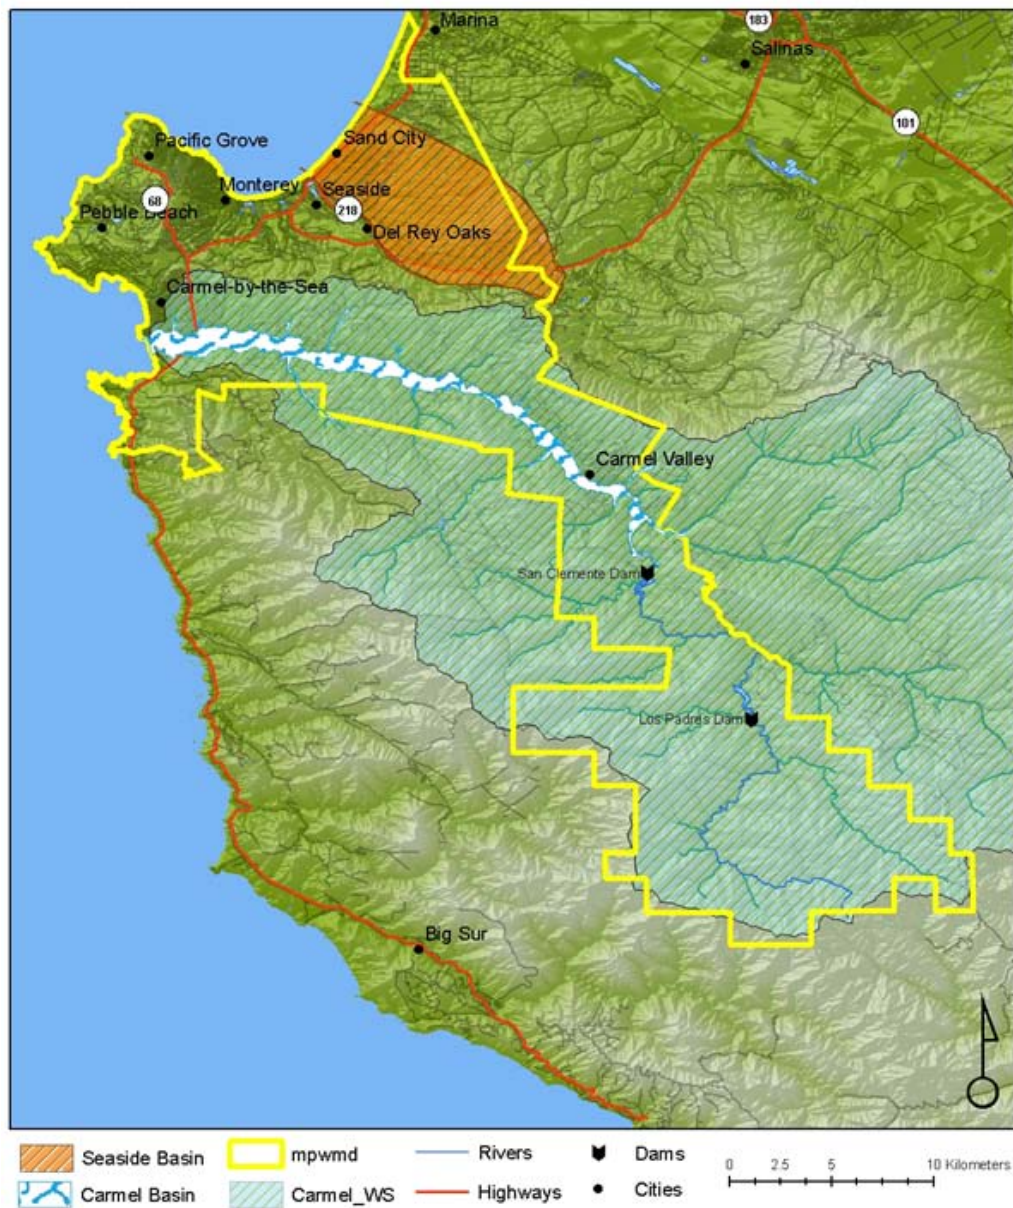 Marina
183
Salinas
101
Pacific Grove
Sand City
Monterey
Seaside
68
218
Pebble Beach
Del Rey Oaks
Carmel-by-the-Sea
Carmel Valley
San Clemente Dam
Los Padres Dam
Big Sur
Seaside Basin
mpwmd
Rivers
Dams
0 2.5 5 10 Kilometers
Carmel Basin
Carmel_WS
Highways
Cities